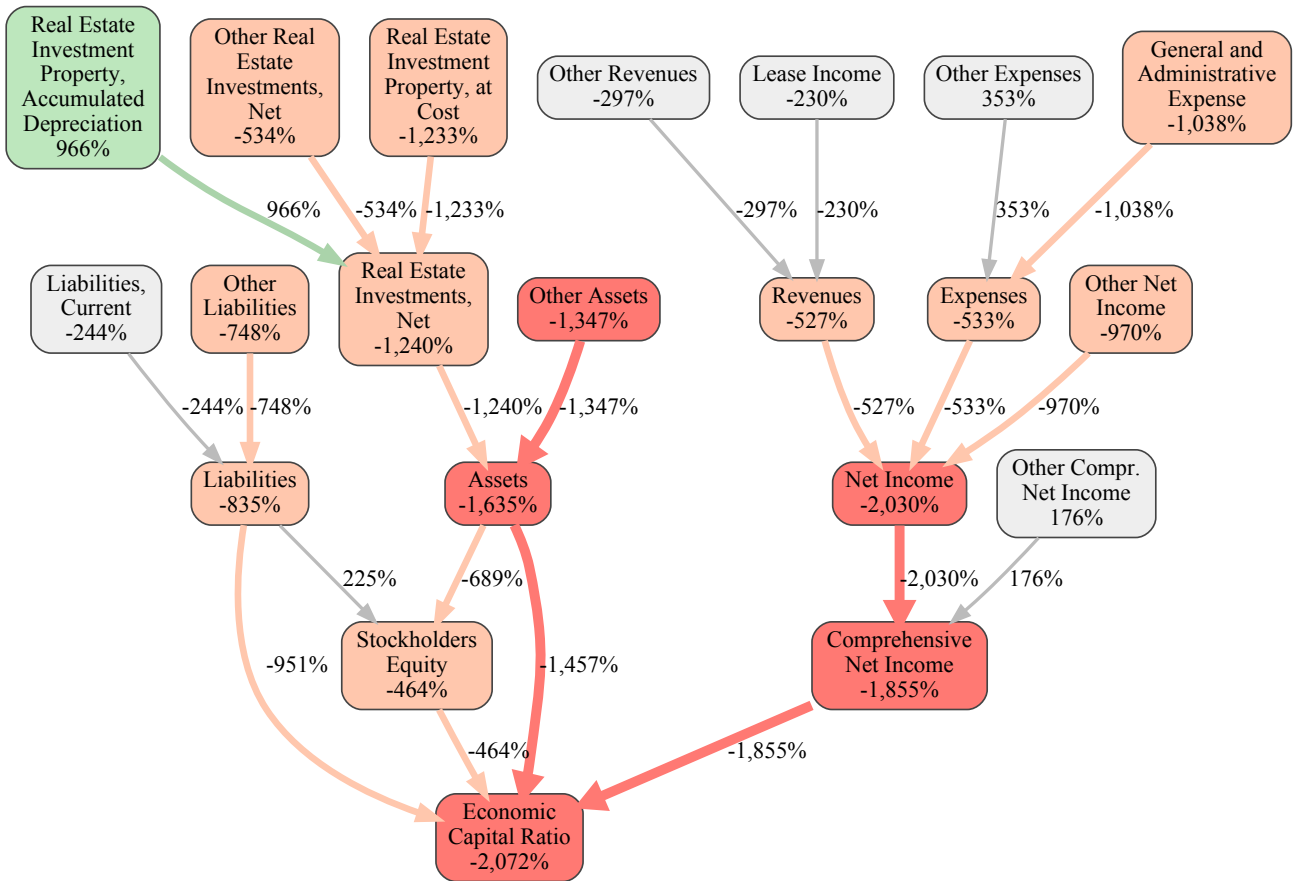 Real Estate
Investment
Property,
Accumulated
Depreciation
966%
Other Real
Estate
Investments,
Net
-534%
Real Estate
Investment
Property, at
Cost
-1,233%
Other Revenues
-297%
Lease Income
-230%
Other Expenses
353%
General and
Administrative
Expense
-1,038%
966%
-534%
-1,233%
-297%
-230%
353%
-1,038%
Liabilities,
Current
-244%
Other
Liabilities
-748%
Real Estate
Investments,
Net
-1,240%
Other Assets
-1,347%
Revenues
-527%
Expenses
-533%
Other Net
Income
-970%
-244%
-748%
-1,240%
-1,347%
-527%
-533%
-970%
Liabilities
-835%
Assets
-1,635%
Net Income
-2,030%
Other Compr.
Net Income
176%
225%
-689%
-2,030%
176%
-951%
Stockholders
Equity
-464%
-1,457%
Comprehensive
Net Income
-1,855%
-464%
-1,855%
Economic
Capital Ratio
-2,072%